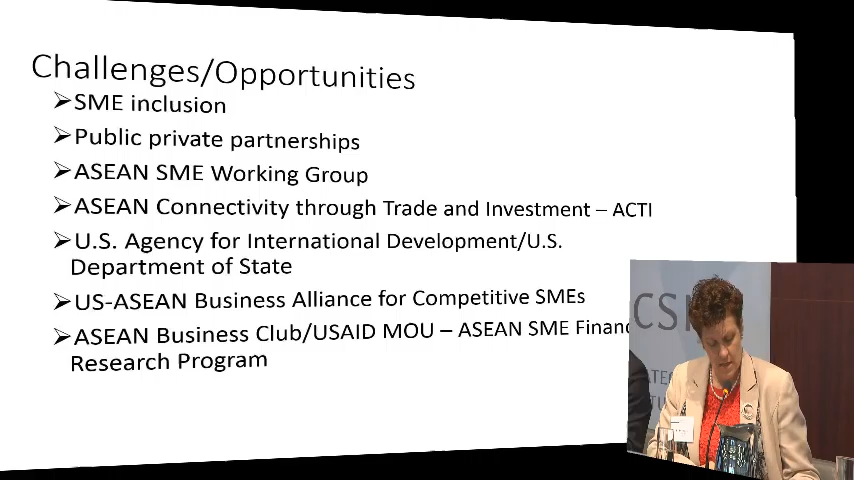 Challenges/Opportunities
➢SME inclusion
➢Public private partnerships
➢ASEAN SME Working Group
➢ASEAN Connectivity through Trade and Investment – ACTI
➢U.S. Agency for International Development/U.S.
Department of State
➢US-ASEAN Business Alliance for Competitive SMEs
➢ASEAN Business Club/USAID MOU – ASEAN SME Financ
Research Program
CSI